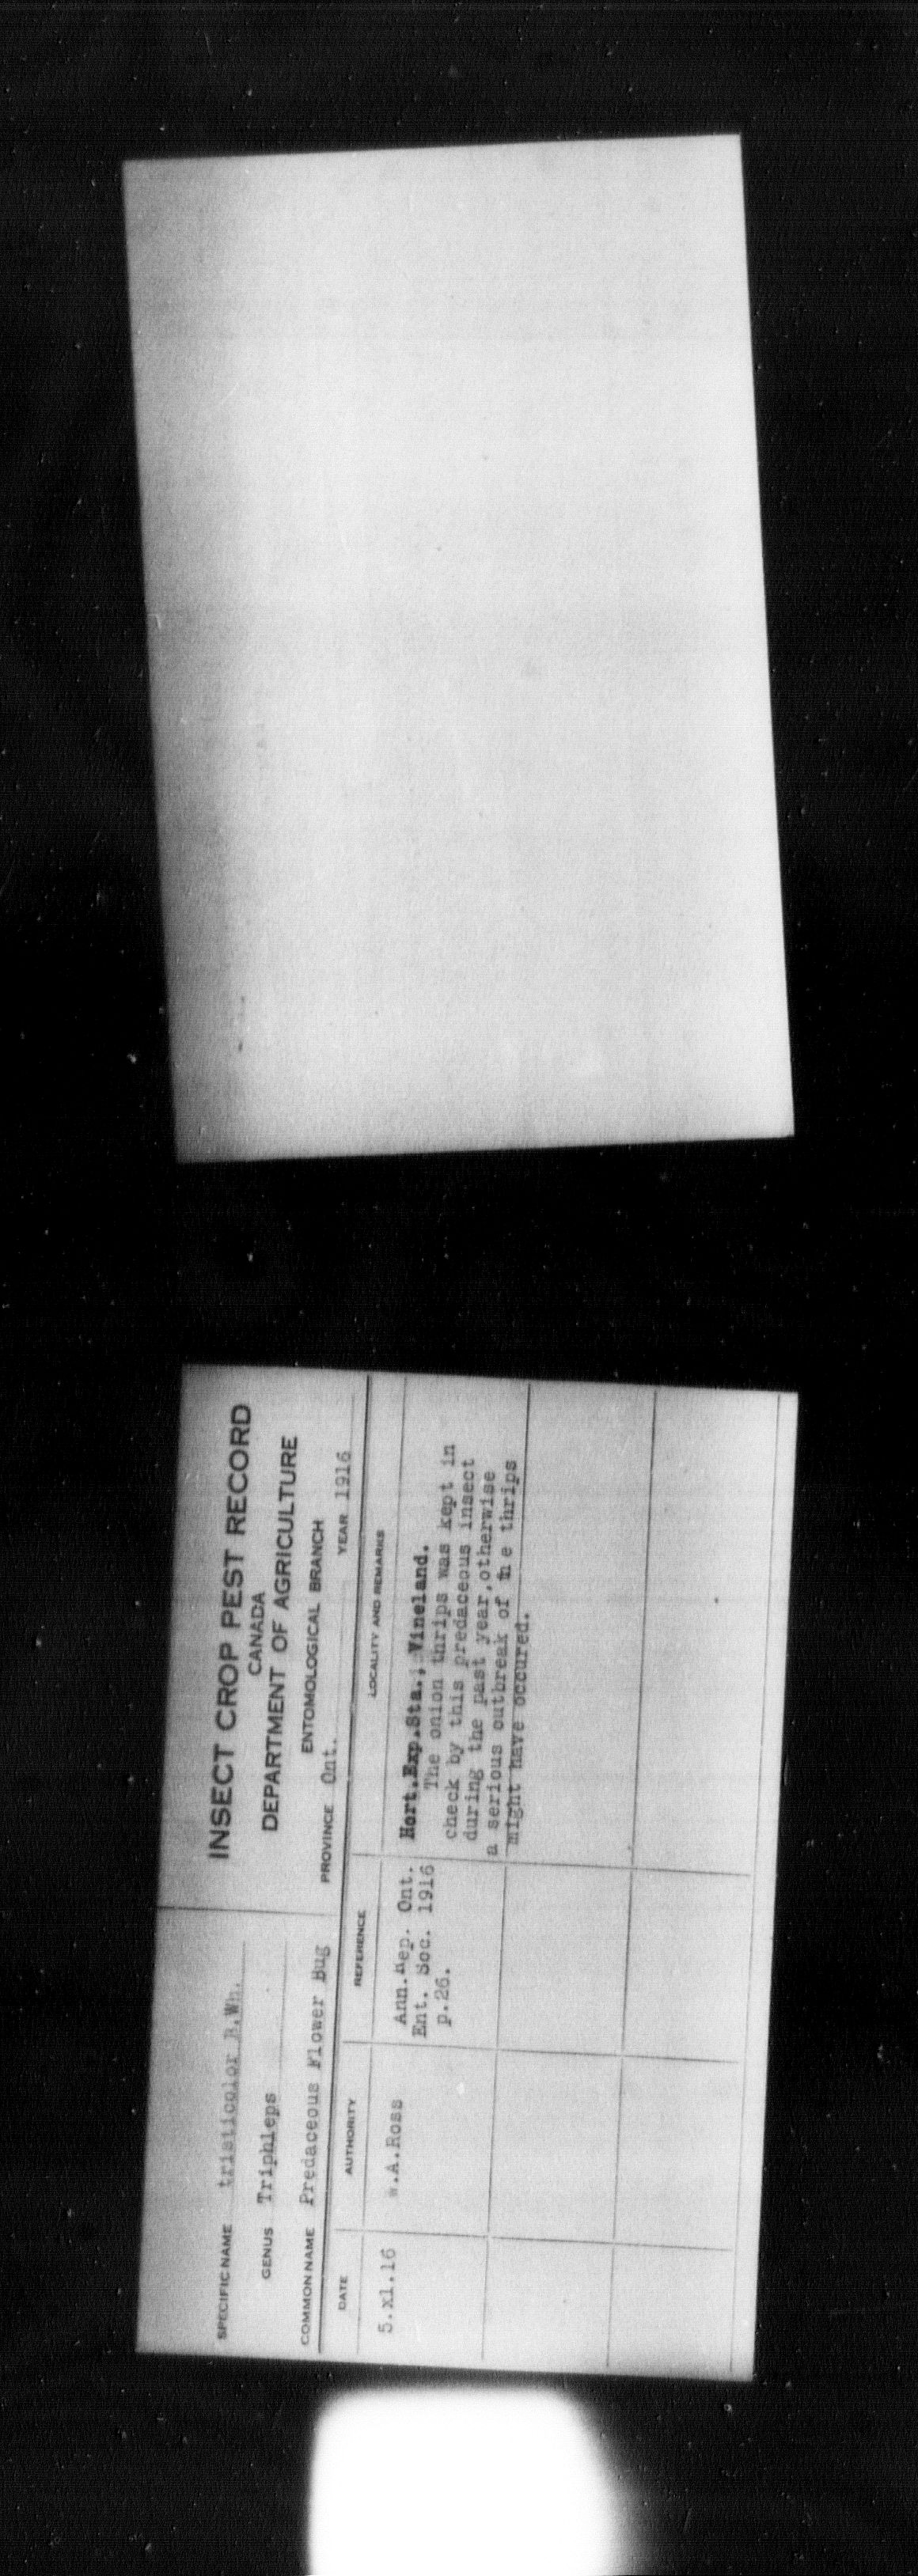 INSECT CROP PEST RECORD
CANADA
DEPARTMENT OF AGRICULTURE
ENTOMOLOGICAL BRANCH
SPECIFIC NAME tristicolor B.Wh.
GENUS Triphleps
COMMON NAME Predaceous Flower Bug
PROVINCE Ont.
YEAR 1916
DATE
AUTHORITY
REFERENCE
LOCALITY AND REMARKS
5.xi.16
W.A.Ross
Ann.Rep. Ont.
Ent. Soc. 1916
p.26.
Hort.Exp.Sta., Vineland.
The onion thrips was kept in
check by this predaceous insect
during the past year,otherwise
a serious outbreak of the thrips
might have occured.